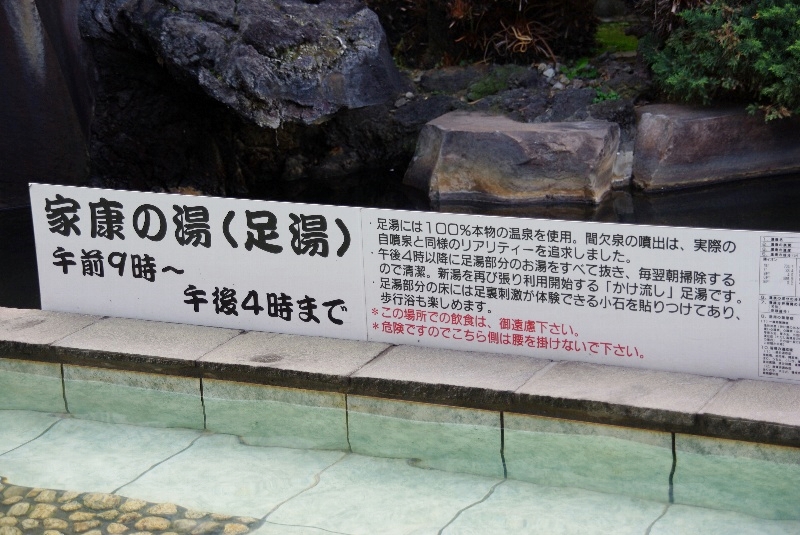 家康の湯（足湯）
午前9時～
午後4時まで
・足湯には100％本物の温泉を使用。間欠泉の噴出は、実際の
自噴泉と同様のリアリティーを追求しました。
・午後4時以降に足湯部分のお湯をすべて抜き、毎翌朝掃除する
ので清潔。新湯を再び張り利用開始する「かけ流し」足湯です。
・足湯部分の床には足裏刺激が体験できる小石を貼りつけてあり、
歩行浴も楽しめます。
＊この場所での飲食は、御遠慮下さい。
＊危険ですのでこちら側は腰を掛けないで下さい。